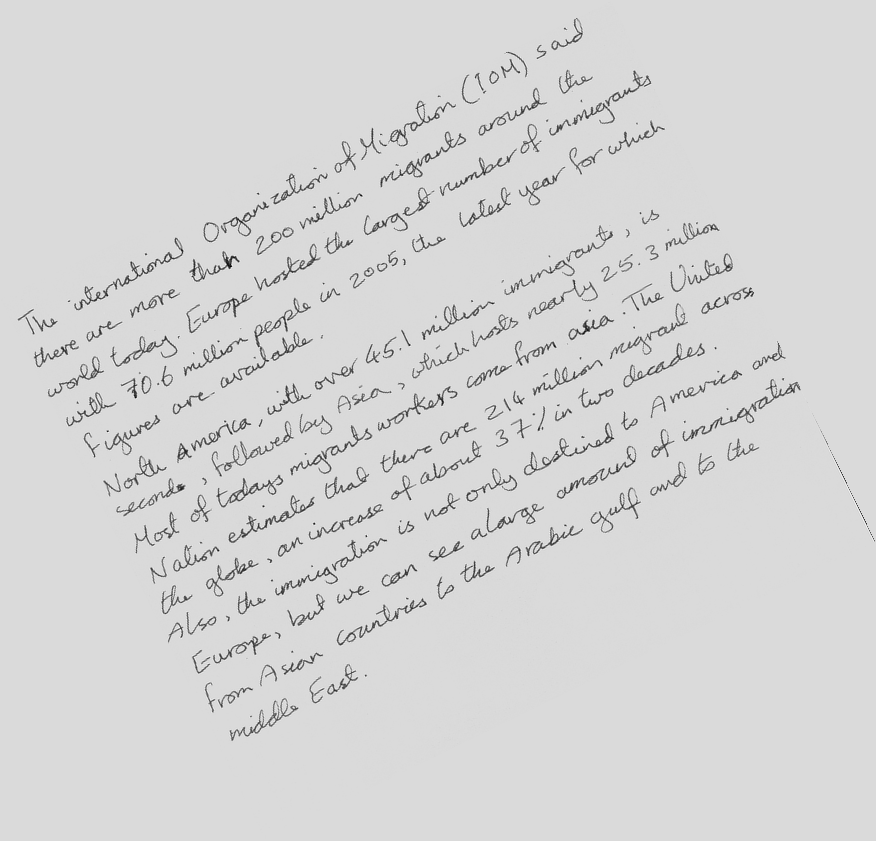 The international Organization of Migration (IOM) said
there are more than 200 million migrants around the
world today. Europe hosted the largest number of immigrants
with 70.6 million people in 2005, the latest year for which
figures are available.
North America, with over 45.1 million immigrants, is
seconds, followed by Asia, which hosts nearly 25.3 million
Most of todays migrants workers come from asia. The United
Nation estimates that there are 214 million migrant across
the globe, an increase of about 37% in two decades.
Also, the immigration is not only destined to America and
Europe, but we can see a large amound of immigration
from Asian countries to the Arabic gulf and to the
middle East.